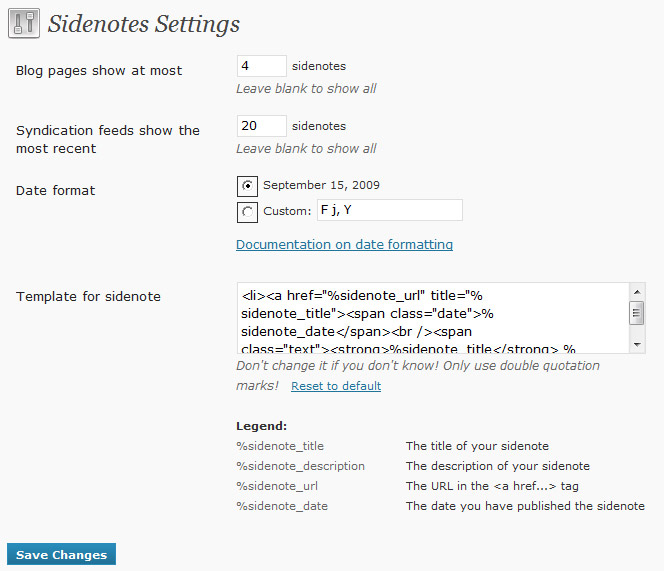 Sidenotes Settings
Blog pages show at most
4 sidenotes
Leave blank to show all
Syndication feeds show the
most recent
20 sidenotes
Leave blank to show all
Date format
September 15, 2009
Custom: F j, Y
Documentation on date formatting
Template for sidenote
<li><a href="%sidenote_url" title="%
sidenote_title"><span class="date">%
sidenote_date</span><br /><span
class="text"><strong>%sidenote_title</strong> %
Don't change it if you don't know! Only use double quotation
marks! Reset to default
Legend:
%sidenote_title The title of your sidenote
%sidenote_description The description of your sidenote
%sidenote_url The URL in the <a href...> tag
%sidenote_date The date you have published the sidenote
Save Changes